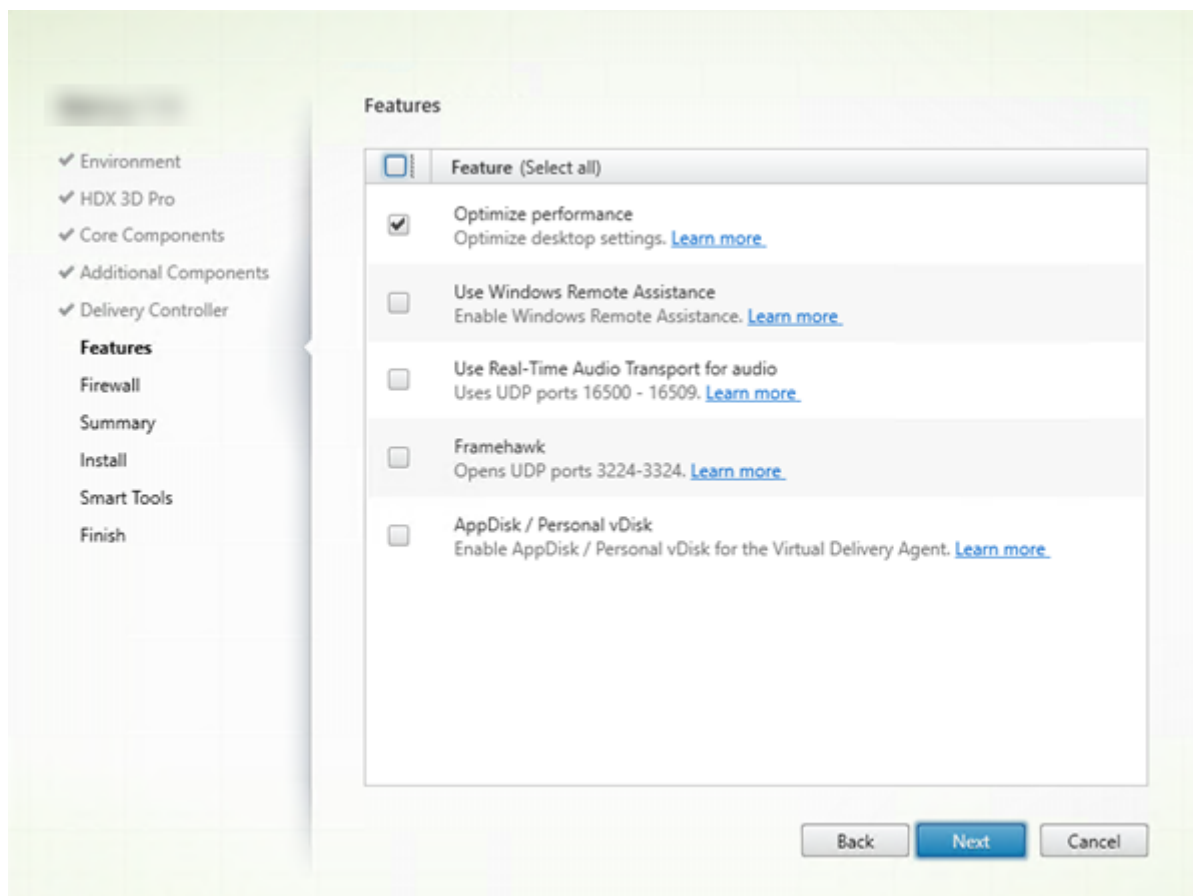 Environment
HDX 3D Pro
Core Components
Additional Components
Delivery Controller
Features
Firewall
Summary
Install
Smart Tools
Finish
Features
Feature (Select all)
Optimize performance
Optimize desktop settings. Learn more
Use Windows Remote Assistance
Enable Windows Remote Assistance. Learn more
Use Real-Time Audio Transport for audio
Uses UDP ports 16500 - 16509. Learn more
Framehawk
Opens UDP ports 3224-3324. Learn more
AppDisk / Personal vDisk
Enable AppDisk / Personal vDisk for the Virtual Delivery Agent. Learn more
Back Next Cancel